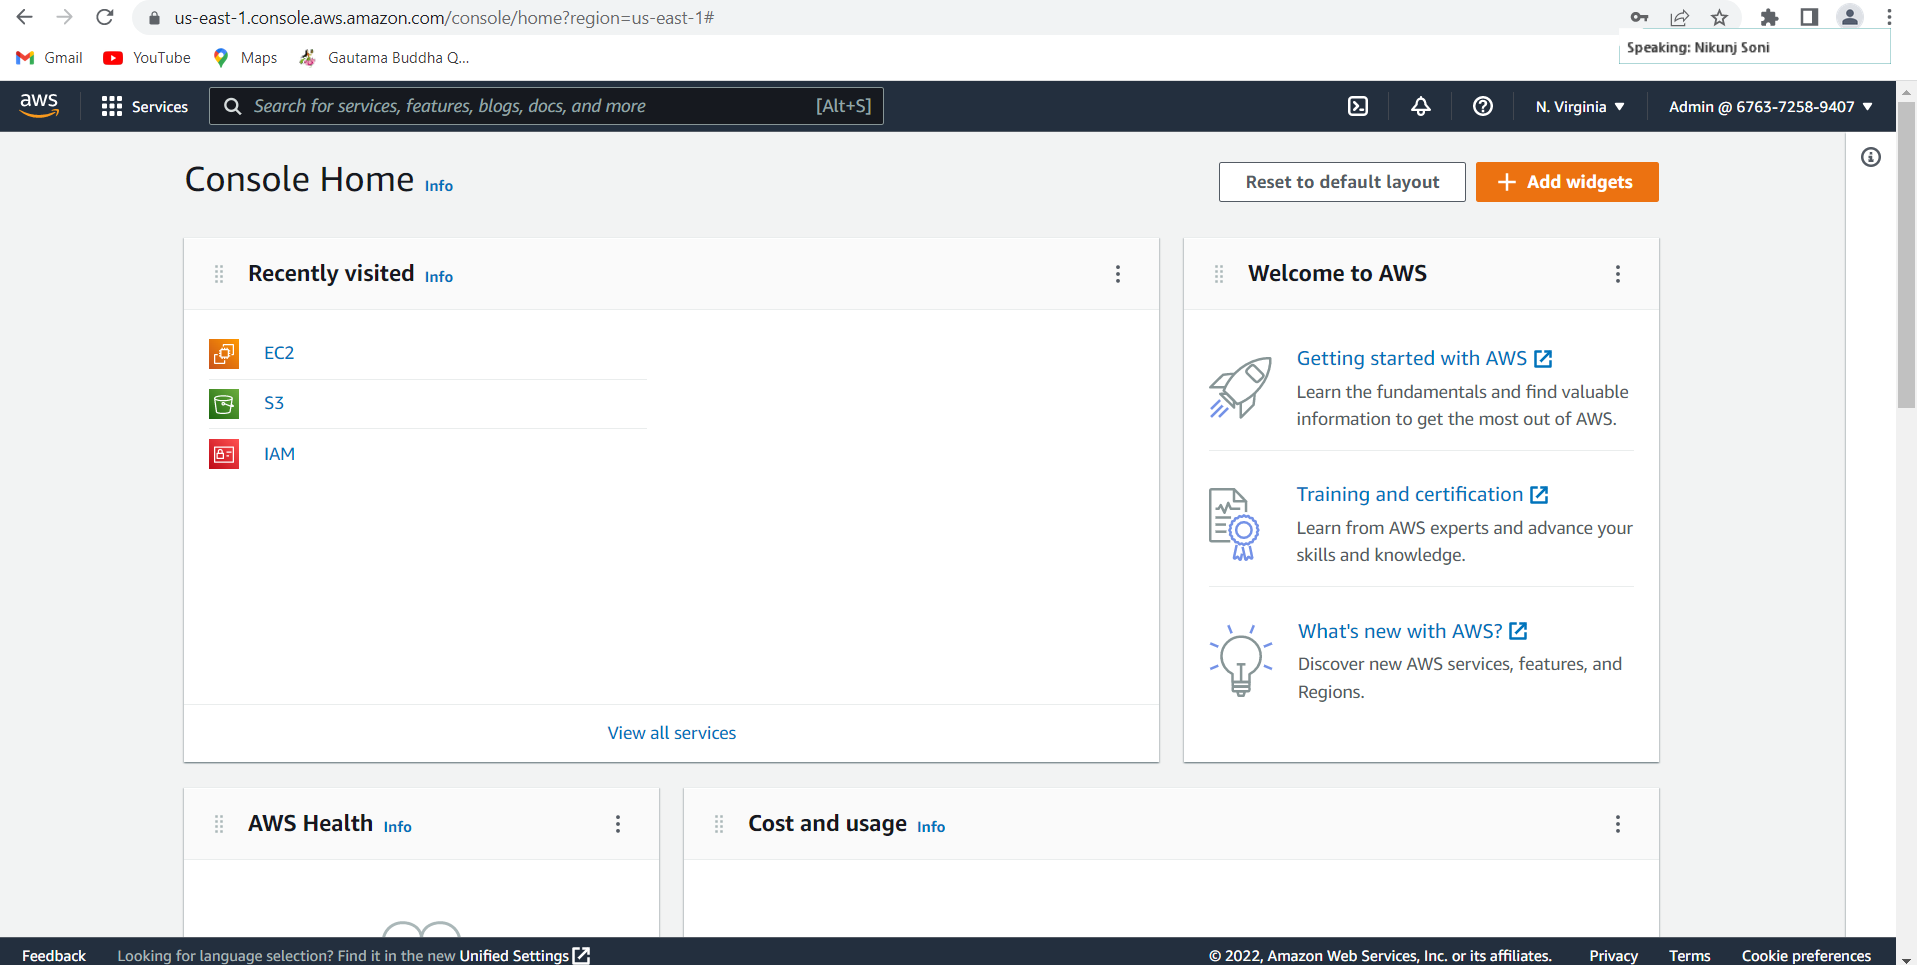 us-east-1.console.aws.amazon.com/console/home?region=us-east-1#
Gmail YouTube Maps Gautama Buddha Q...
Speaking: Nikunj Soni
aws Services Search for services, features, blogs, docs, and more [Alt+S] N. Virginia Admin @ 6763-7258-9407
Console Home Info
Reset to default layout Add widgets
Recently visited Info
EC2
S3
IAM
View all services
Welcome to AWS
Getting started with AWS
Learn the fundamentals and find valuable
information to get the most out of AWS.
Training and certification
Learn from AWS experts and advance your
skills and knowledge.
What's new with AWS?
Discover new AWS services, features, and
Regions.
AWS Health Info
Cost and usage Info
Feedback Looking for language selection? Find it in the new Unified Settings © 2022, Amazon Web Services, Inc. or its affiliates. Privacy Terms Cookie preferences